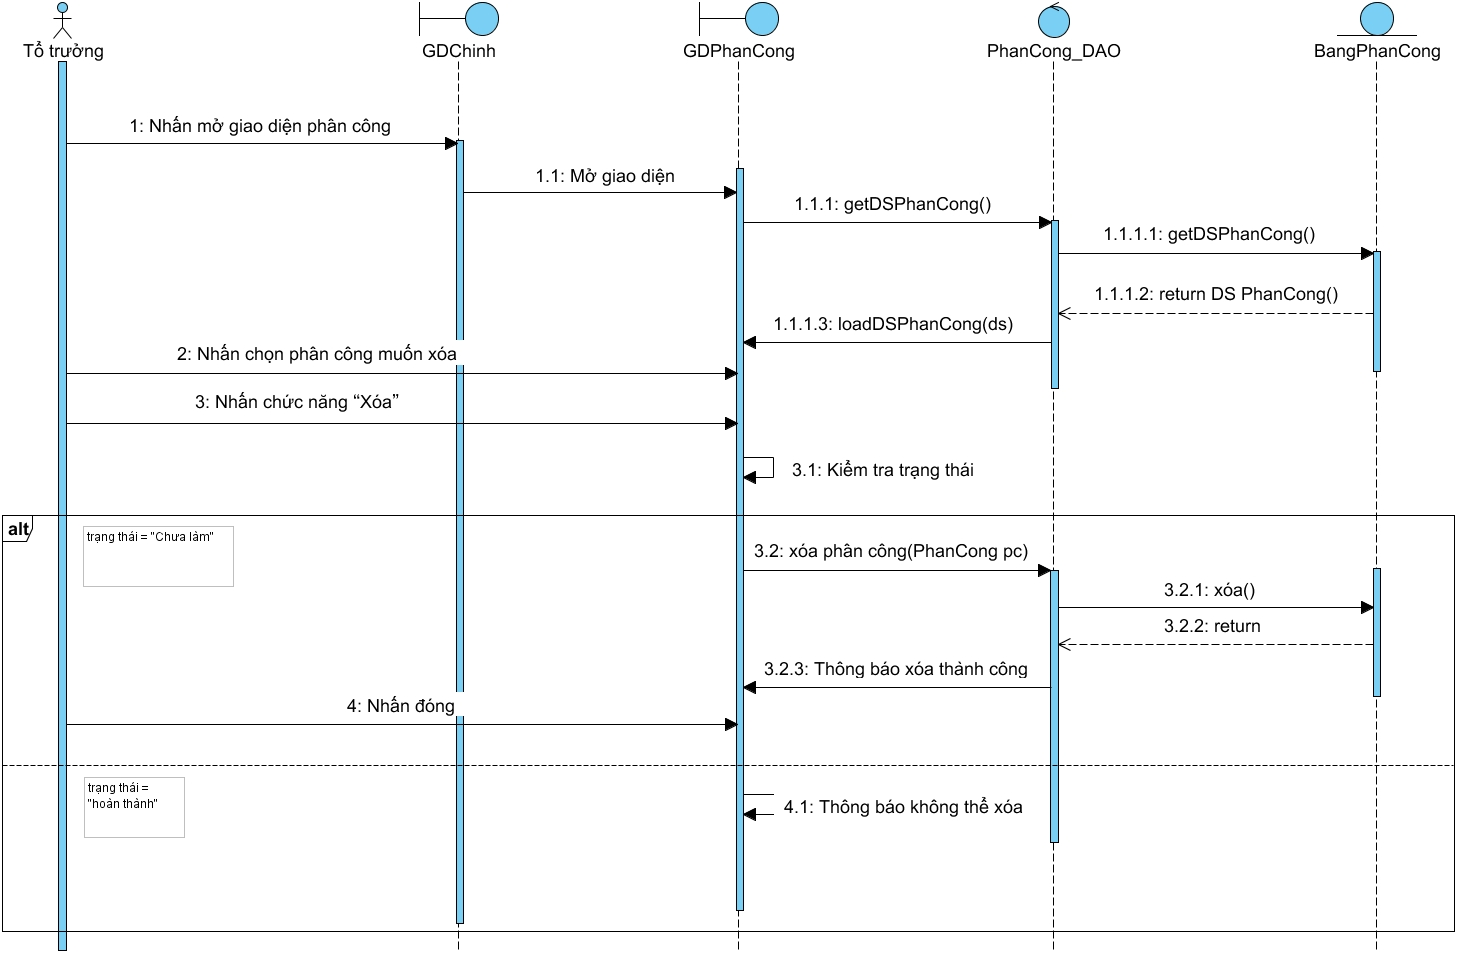 Tổ trưởng
GDChinh
GDPhanCong
PhanCong_DAO
BangPhanCong
1: Nhấn mở giao diện phân công
1.1: Mở giao diện
1.1.1: getDSPhanCong()
1.1.1.1: getDSPhanCong()
1.1.1.2: return DS PhanCong()
1.1.1.3: loadDSPhanCong(ds)
2: Nhấn chọn phân công muốn xóa
3: Nhấn chức năng “Xóa”
3.1: Kiểm tra trạng thái
alt
trạng thái = "Chưa làm"
3.2: xóa phân công(PhanCong pc)
3.2.1: xóa()
3.2.2: return
3.2.3: Thông báo xóa thành công
4: Nhấn đóng
trạng thái =
"hoàn thành"
4.1: Thông báo không thể xóa